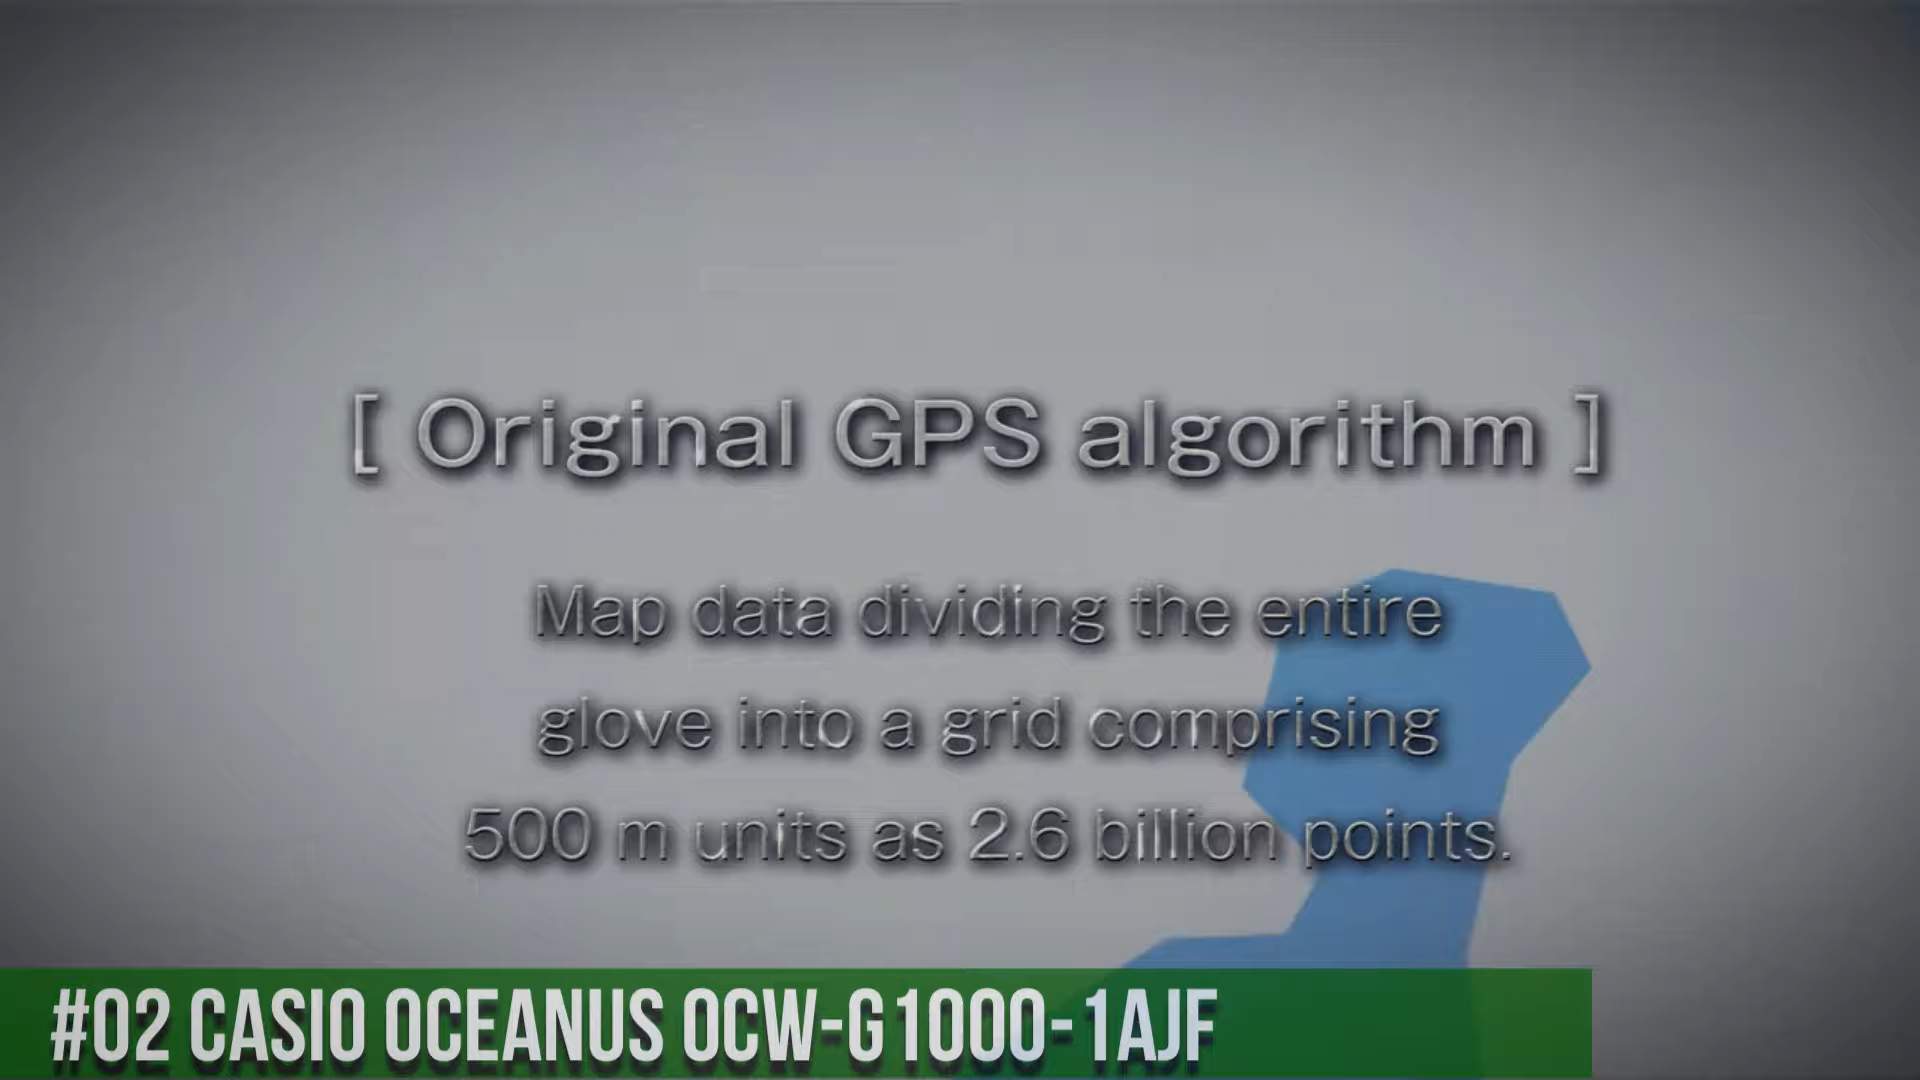 [ Original GPS algorithm ]
Map data dividing the entire
glove into a grid comprising
500 m units as 2.6 billion points.
#02 CASIO OCEANUS OCW-G1000-1AJF